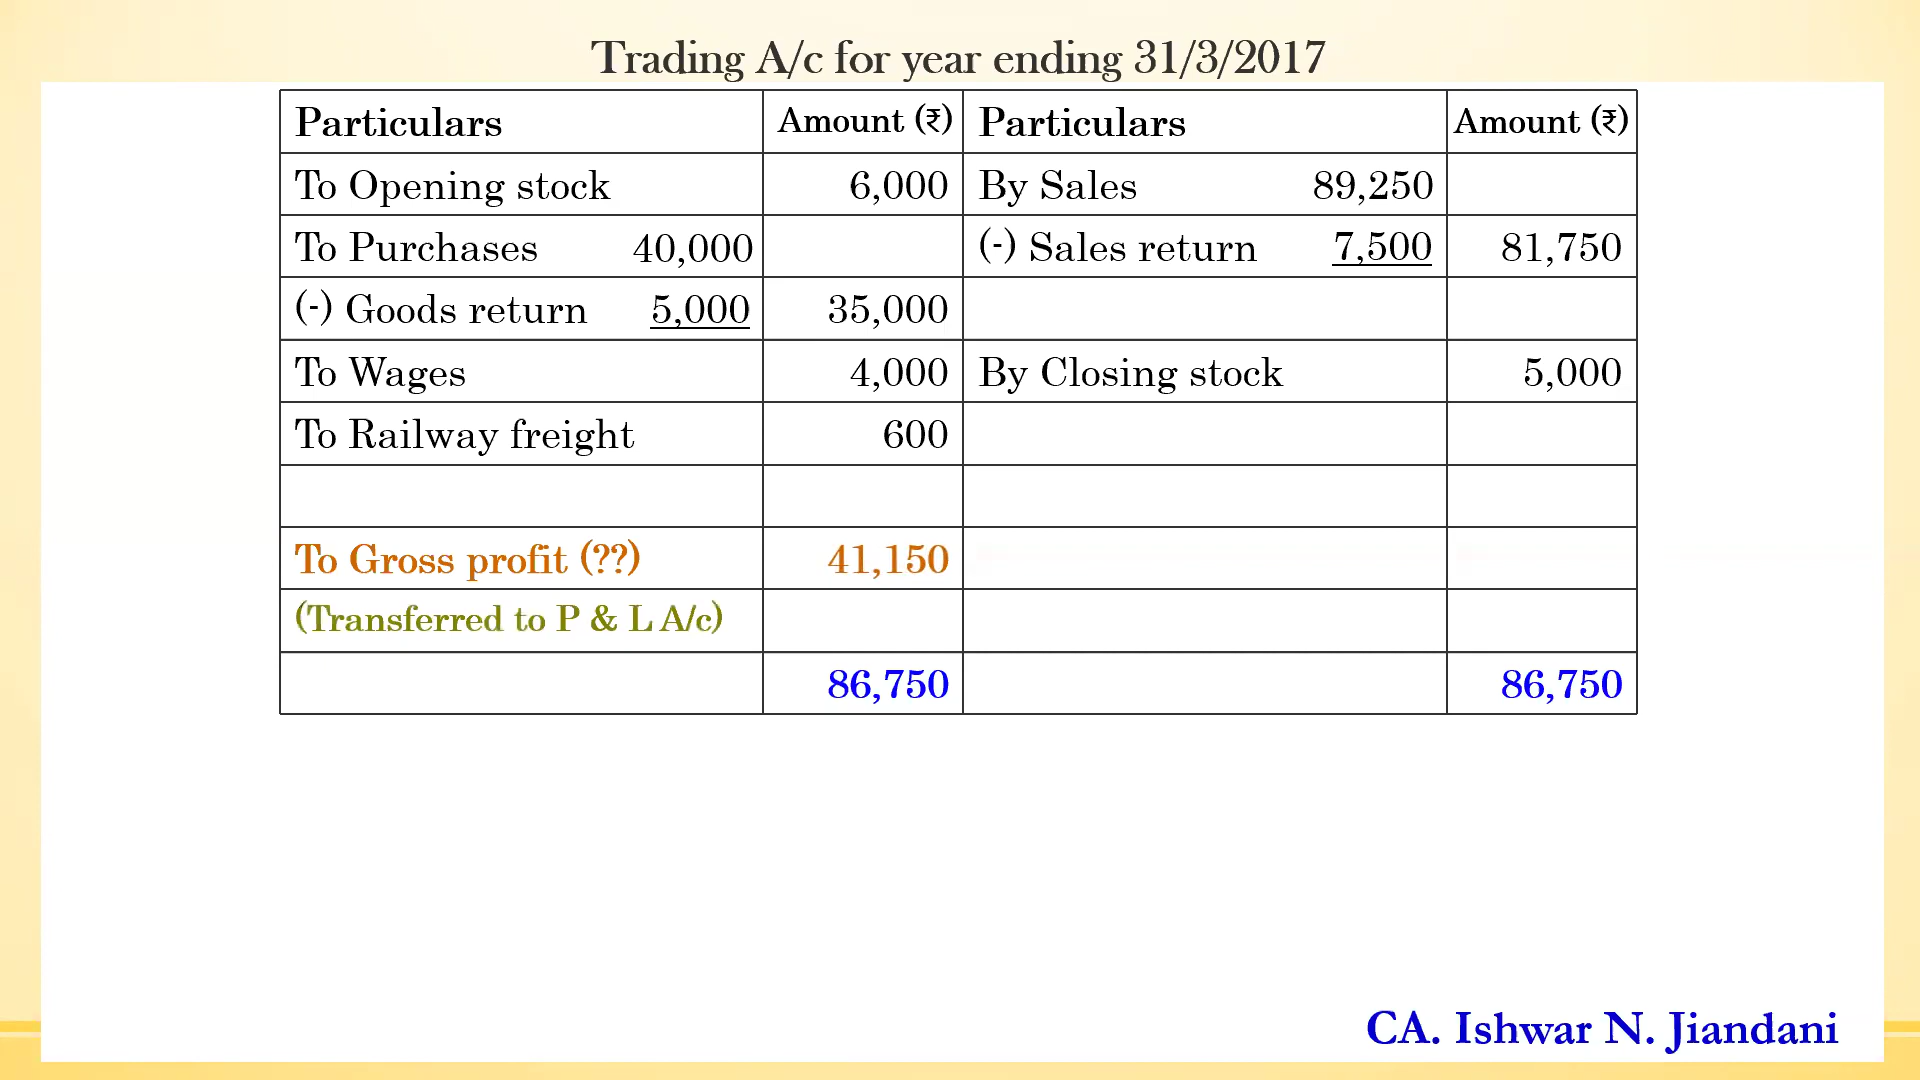 Trading A/c for year ending 31/3/2017
Particulars Amount (₹) Particulars Amount (₹)
To Opening stock 6,000 By Sales 89,250
To Purchases 40,000 (-) Sales return 7,500 81,750
(-) Goods return 5,000 35,000
To Wages 4,000 By Closing stock 5,000
To Railway freight 600
To Gross profit (??) 41,150
(Transferred to P & L A/c)
86,750 86,750
CA. Ishwar N. Jiandani